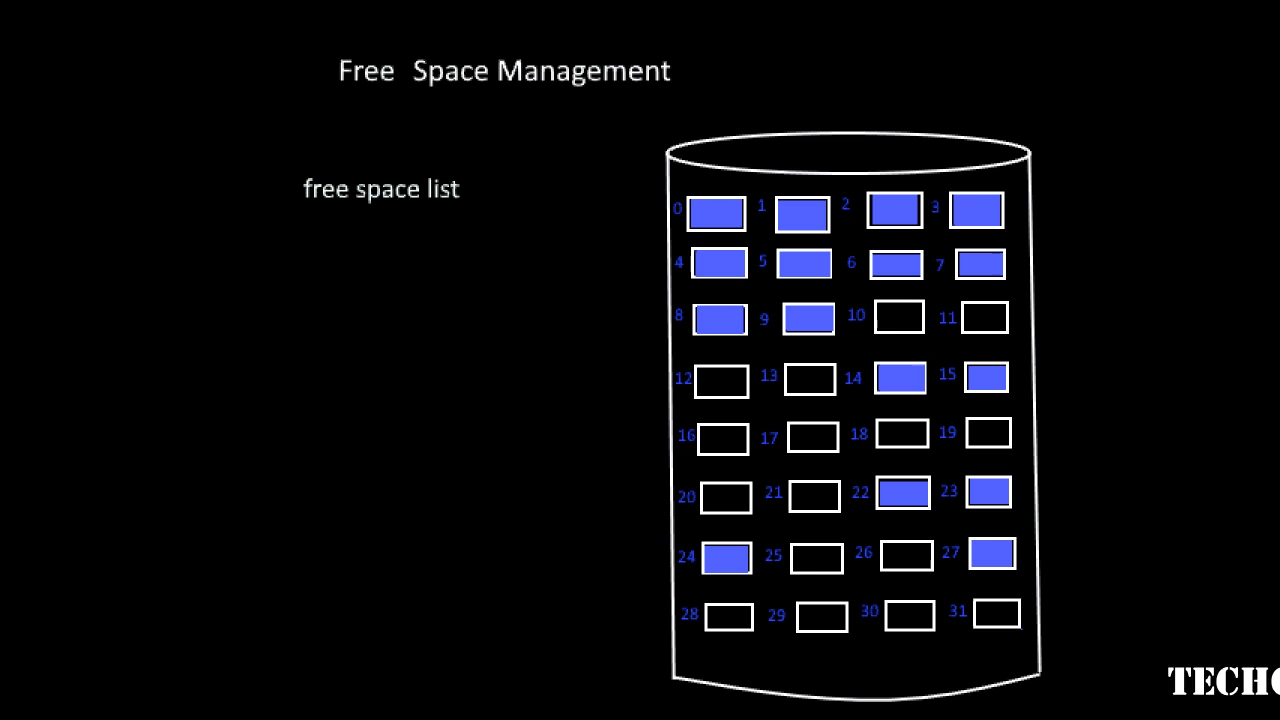 Free Space Management
free space list
0 1 2 3
4 5 6 7
8 9 10 11
12 13 14 15
16 17 18 19
20 21 22 23
24 25 26 27
28 29 30 31
TECH